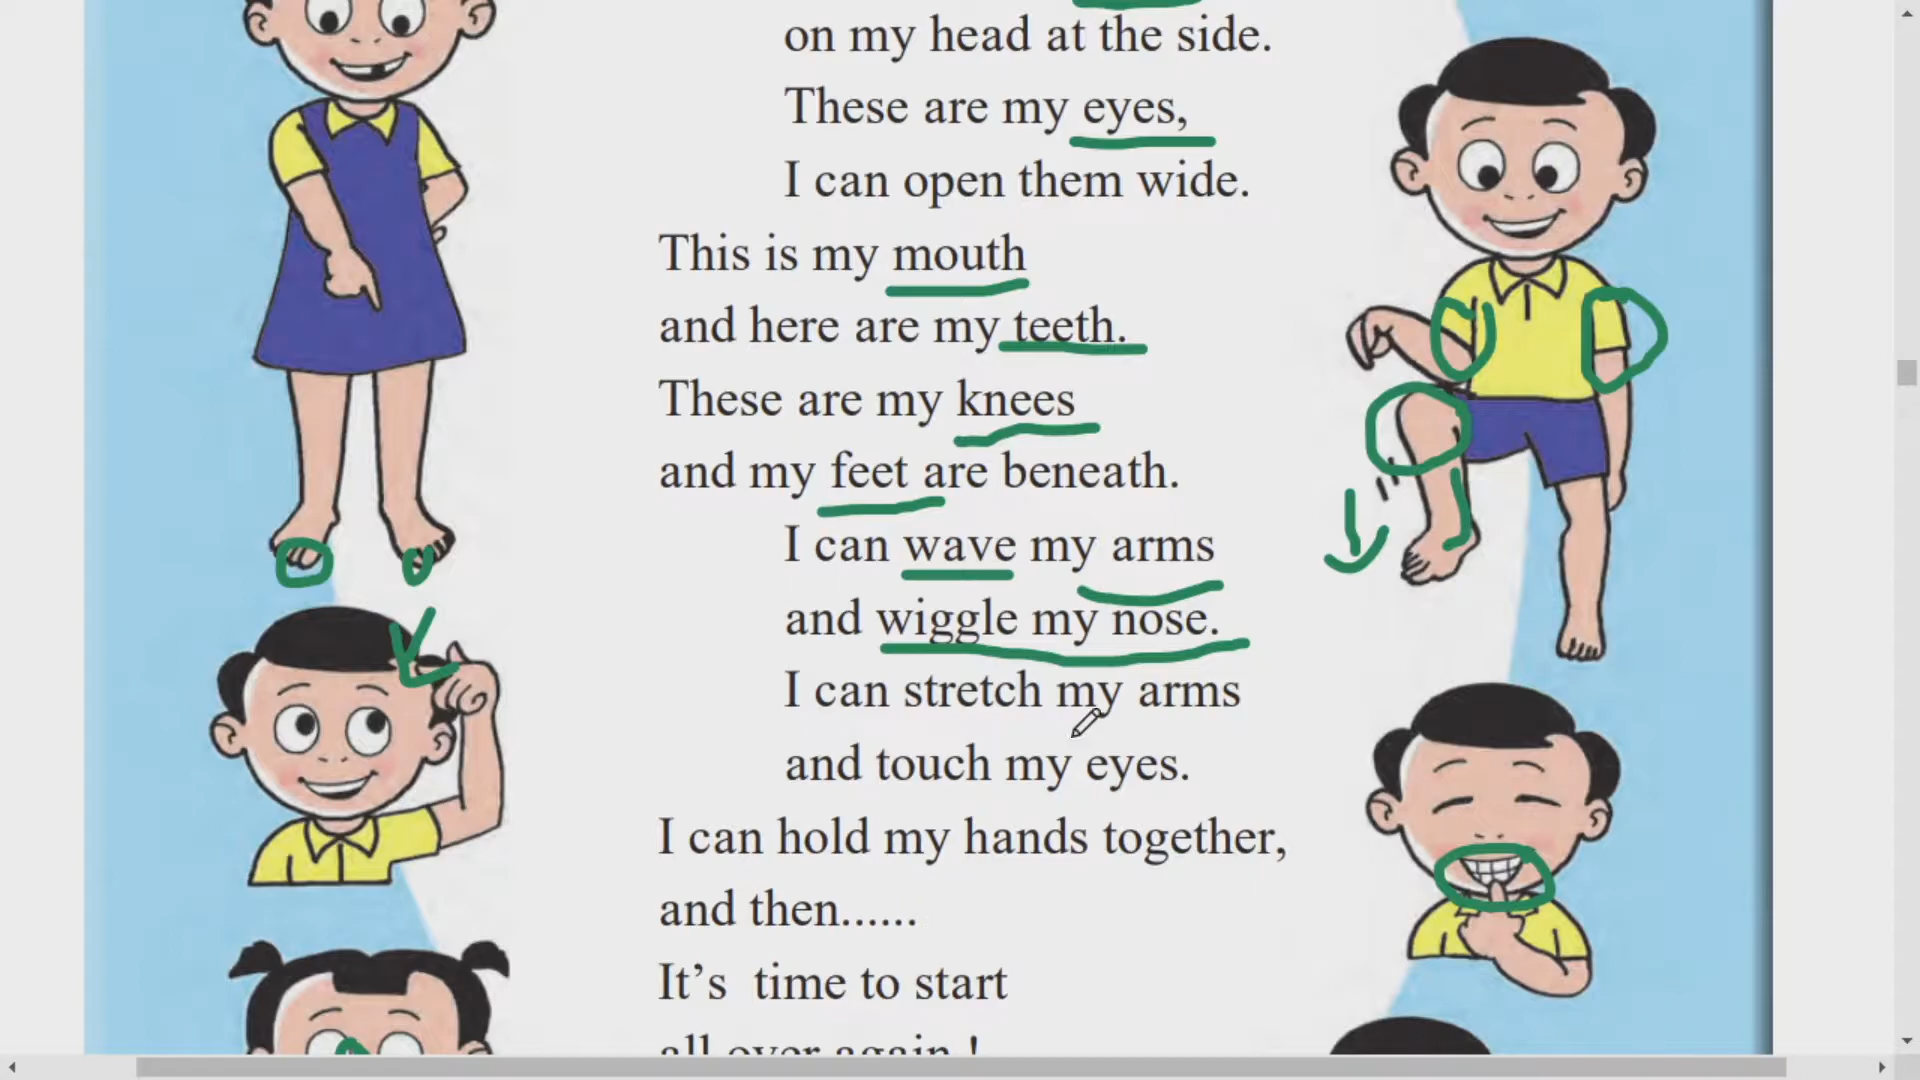 on my head at the side.
These are my eyes,
I can open them wide.
This is my mouth
and here are my teeth.
These are my knees
and my feet are beneath.
I can wave my arms
and wiggle my nose.
I can stretch my arms
and touch my eyes.
I can hold my hands together,
and then......
It’s time to start
all over again !